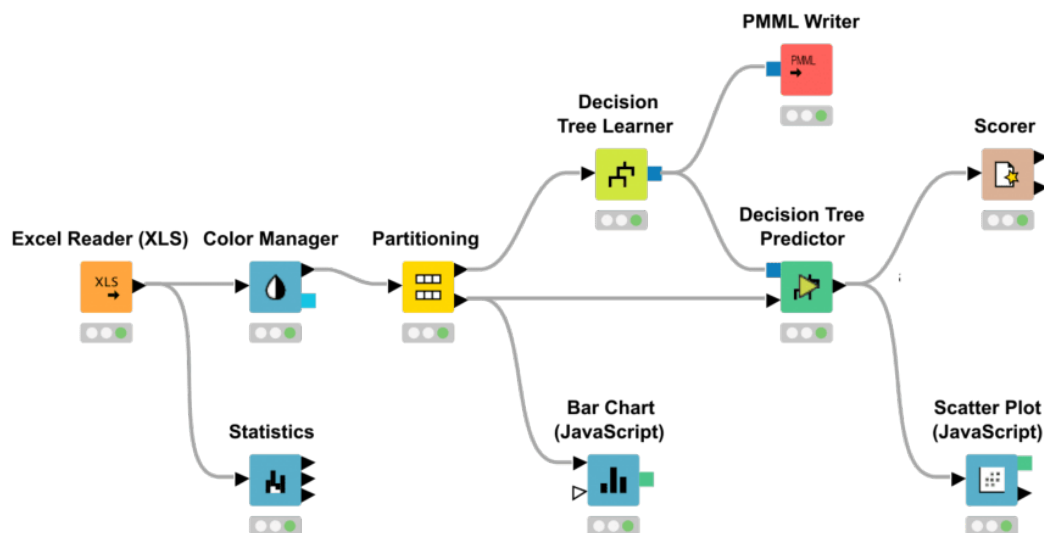 PMML Writer
PMML
Decision
Tree Learner
Scorer
Excel Reader (XLS)
Color Manager
Partitioning
Decision Tree
Predictor
XLS
;
Statistics
Bar Chart
(JavaScript)
Scatter Plot
(JavaScript)